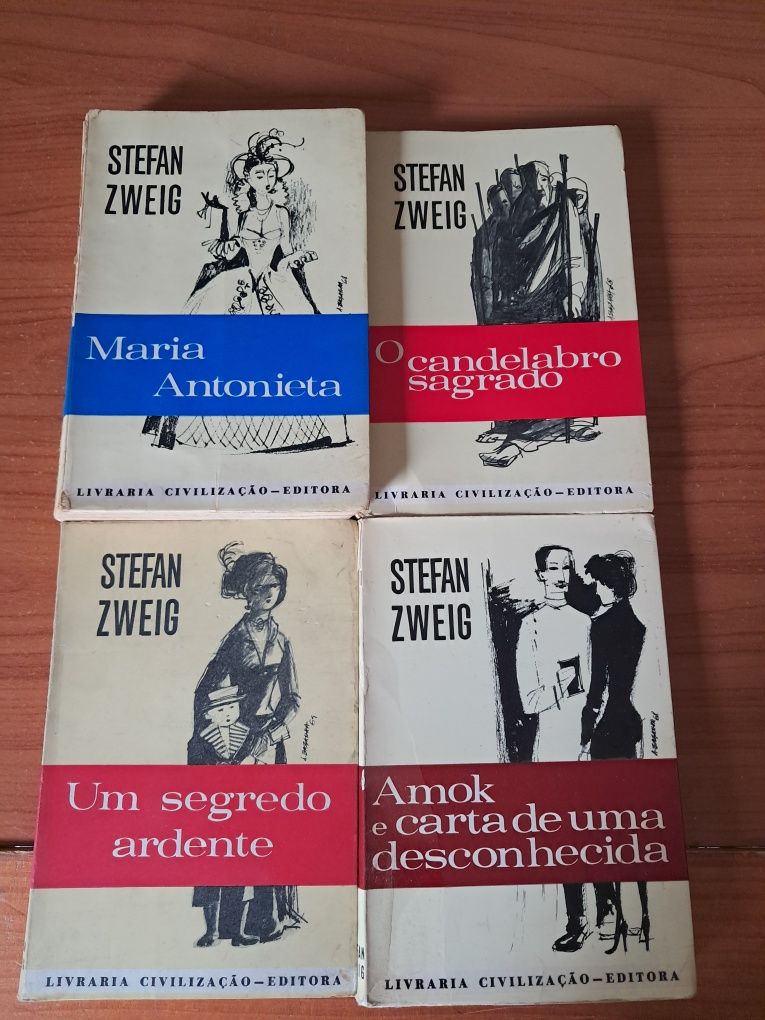 STEFAN
ZWEIG
Maria
Antonieta
LIVRARIA CIVILIZAÇÃO—EDITORA
STEFAN
ZWEIG
O candelabro
sagrado
LIVRARIA CIVILIZAÇÃO—EDITORA
STEFAN
ZWEIG
Um segredo
ardente
LIVRARIA CIVILIZAÇÃO—EDITORA
STEFAN
ZWEIG
Amok
e carta de uma
desconhecida
LIVRARIA CIVILIZAÇÃO—EDITORA